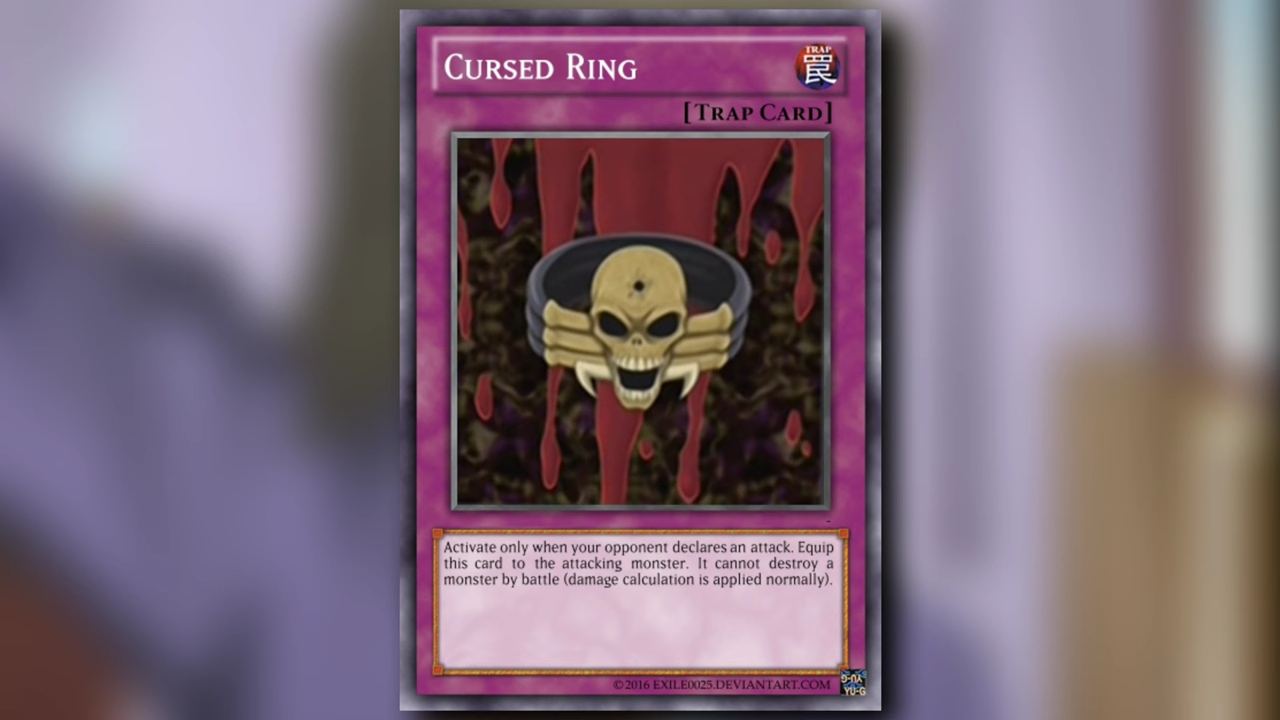 CURSED RING
TRAP
罠
[TRAP CARD]
-
Activate only when your opponent declares an attack. Equip
this card to the attacking monster. It cannot destroy a
monster by battle (damage calculation is applied normally).
©2016 EXILE0025.DEVIANTART.COM
YU-G